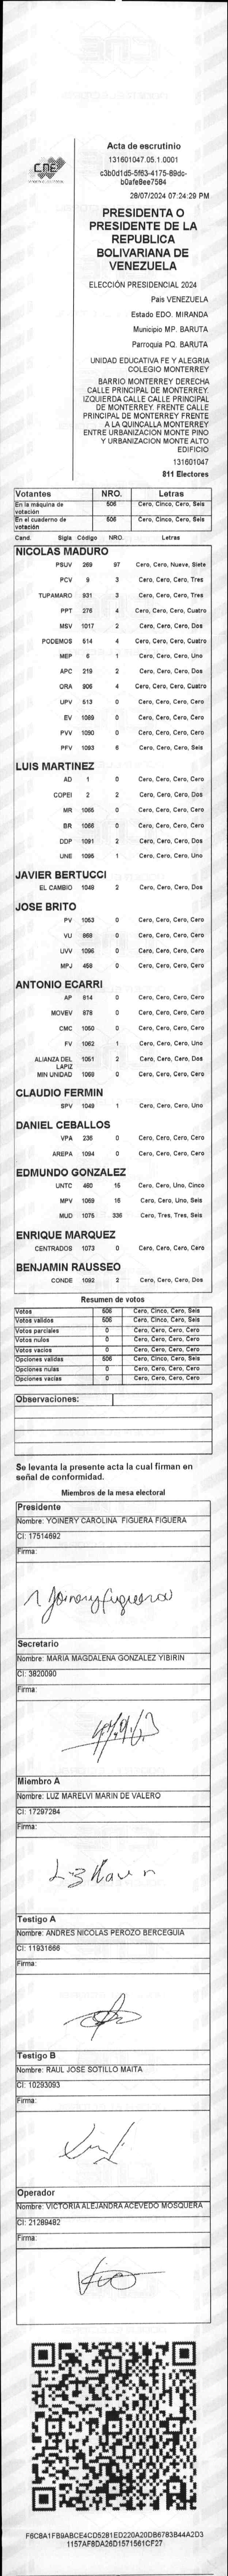 CNE
Acta de escrutinio
131601047.05.1.0001
c3b0d1d5-5f63-4175-89dc-
b0afe8ee7584
28/07/2024 07:24:29 PM
PRESIDENTA O
PRESIDENTE DE LA
REPUBLICA
BOLIVARIANA DE
VENEZUELA
ELECCIÓN PRESIDENCIAL 2024
Pais VENEZUELA
Estado EDO. MIRANDA
Municipio MP. BARUTA
Parroquia PQ. BARUTA
UNIDAD EDUCATIVA FE Y ALEGRIA
COLEGIO MONTERREY
BARRIO MONTERREY DERECHA
CALLE PRINCIPAL DE MONTERREY.
IZQUIERDA CALLE CALLE PRINCIPAL
DE MONTERREY. FRENTE CALLE
PRINCIPAL DE MONTERREY FRENTE
A LA QUINCALLA MONTERREY
ENTRE URBANIZACION MONTE PINO
Y URBANIZACION MONTE ALTO
EDIFICIO
131601047
811 Electores
Votantes NRO. Letras
En la máquina de votación 506 Cero, Cinco, Cero, Seis
En el cuaderno de votación 506 Cero, Cinco, Cero, Seis
Cand. Sigla Código NRO. Letras
NICOLAS MADURO
PSUV 269 97 Cero, Cero, Nueve, Siete
PCV 9 3 Cero, Cero, Cero, Tres
TUPAMARO 931 3 Cero, Cero, Cero, Tres
PPT 276 4 Cero, Cero, Cero, Cuatro
MSV 1017 2 Cero, Cero, Cero, Dos
PODEMOS 514 4 Cero, Cero, Cero, Cuatro
MEP 6 1 Cero, Cero, Cero, Uno
APC 219 2 Cero, Cero, Cero, Dos
ORA 906 4 Cero, Cero, Cero, Cuatro
UPV 513 0 Cero, Cero, Cero, Cero
EV 1089 0 Cero, Cero, Cero, Cero
PVV 1090 0 Cero, Cero, Cero, Cero
PFV 1093 6 Cero, Cero, Cero, Seis
LUIS MARTINEZ
AD 1 0 Cero, Cero, Cero, Cero
COPEI 2 2 Cero, Cero, Cero, Dos
MR 1055 0 Cero, Cero, Cero, Cero
BR 1056 0 Cero, Cero, Cero, Cero
DDP 1091 2 Cero, Cero, Cero, Dos
UNE 1095 1 Cero, Cero, Cero, Uno
JAVIER BERTUCCI
EL CAMBIO 1048 2 Cero, Cero, Cero, Dos
JOSE BRITO
PV 1053 0 Cero, Cero, Cero, Cero
VU 868 0 Cero, Cero, Cero, Cero
UVV 1096 0 Cero, Cero, Cero, Cero
MPJ 458 0 Cero, Cero, Cero, Cero
ANTONIO ECARRI
AP 814 0 Cero, Cero, Cero, Cero
MOVEV 878 0 Cero, Cero, Cero, Cero
CMC 1050 0 Cero, Cero, Cero, Cero
FV 1062 1 Cero, Cero, Cero, Uno
ALIANZA DEL LAPIZ 1051 2 Cero, Cero, Cero, Dos
MIN UNIDAD 1068 0 Cero, Cero, Cero, Cero
CLAUDIO FERMIN
SPV 1049 1 Cero, Cero, Cero, Uno
DANIEL CEBALLOS
VPA 236 0 Cero, Cero, Cero, Cero
AREPA 1094 0 Cero, Cero, Cero, Cero
EDMUNDO GONZALEZ
UNTC 460 15 Cero, Cero, Uno, Cinco
MPV 1069 16 Cero, Cero, Uno, Seis
MUD 1075 336 Cero, Tres, Tres, Seis
ENRIQUE MARQUEZ
CENTRADOS 1073 0 Cero, Cero, Cero, Cero
BENJAMIN RAUSSEO
CONDE 1092 2 Cero, Cero, Cero, Dos
Resumen de votos
Votos 506 Cero, Cinco, Cero, Seis
Votos validos 506 Cero, Cinco, Cero, Seis
Votos parciales 0 Cero, Cero, Cero, Cero
Votos nulos 0 Cero, Cero, Cero, Cero
Votos vacios 0 Cero, Cero, Cero, Cero
Opciones validas 506 Cero, Cinco, Cero, Seis
Opciones nulas 0 Cero, Cero, Cero, Cero
Opciones vacias 0 Cero, Cero, Cero, Cero
Observaciones:
Se levanta la presente acta la cual firman en
señal de conformidad.
Miembros de la mesa electoral
Presidente
Nombre: YOINERY CAROLINA FIGUERA FIGUERA
CI: 17514692
Firma:
Secretario
Nombre: MARIA MAGDALENA GONZALEZ YIBIRIN
CI: 3820090
Firma:
Miembro A
Nombre: LUZ MARELVI MARIN DE VALERO
CI: 17297284
Firma:
Testigo A
Nombre: ANDRES NICOLAS PEROZO BERCEGUIA
CI: 11931666
Firma:
Testigo B
Nombre: RAUL JOSE SOTILLO MAITA
CI: 10293093
Firma:
Operador
Nombre: VICTORIA ALEJANDRA ACEVEDO MOSQUERA
CI: 21289482
Firma:
F6C8A1FB9ABCE4CD5281ED220A20DB6783B44A2D3
1157AF8DA26D1571561CF27